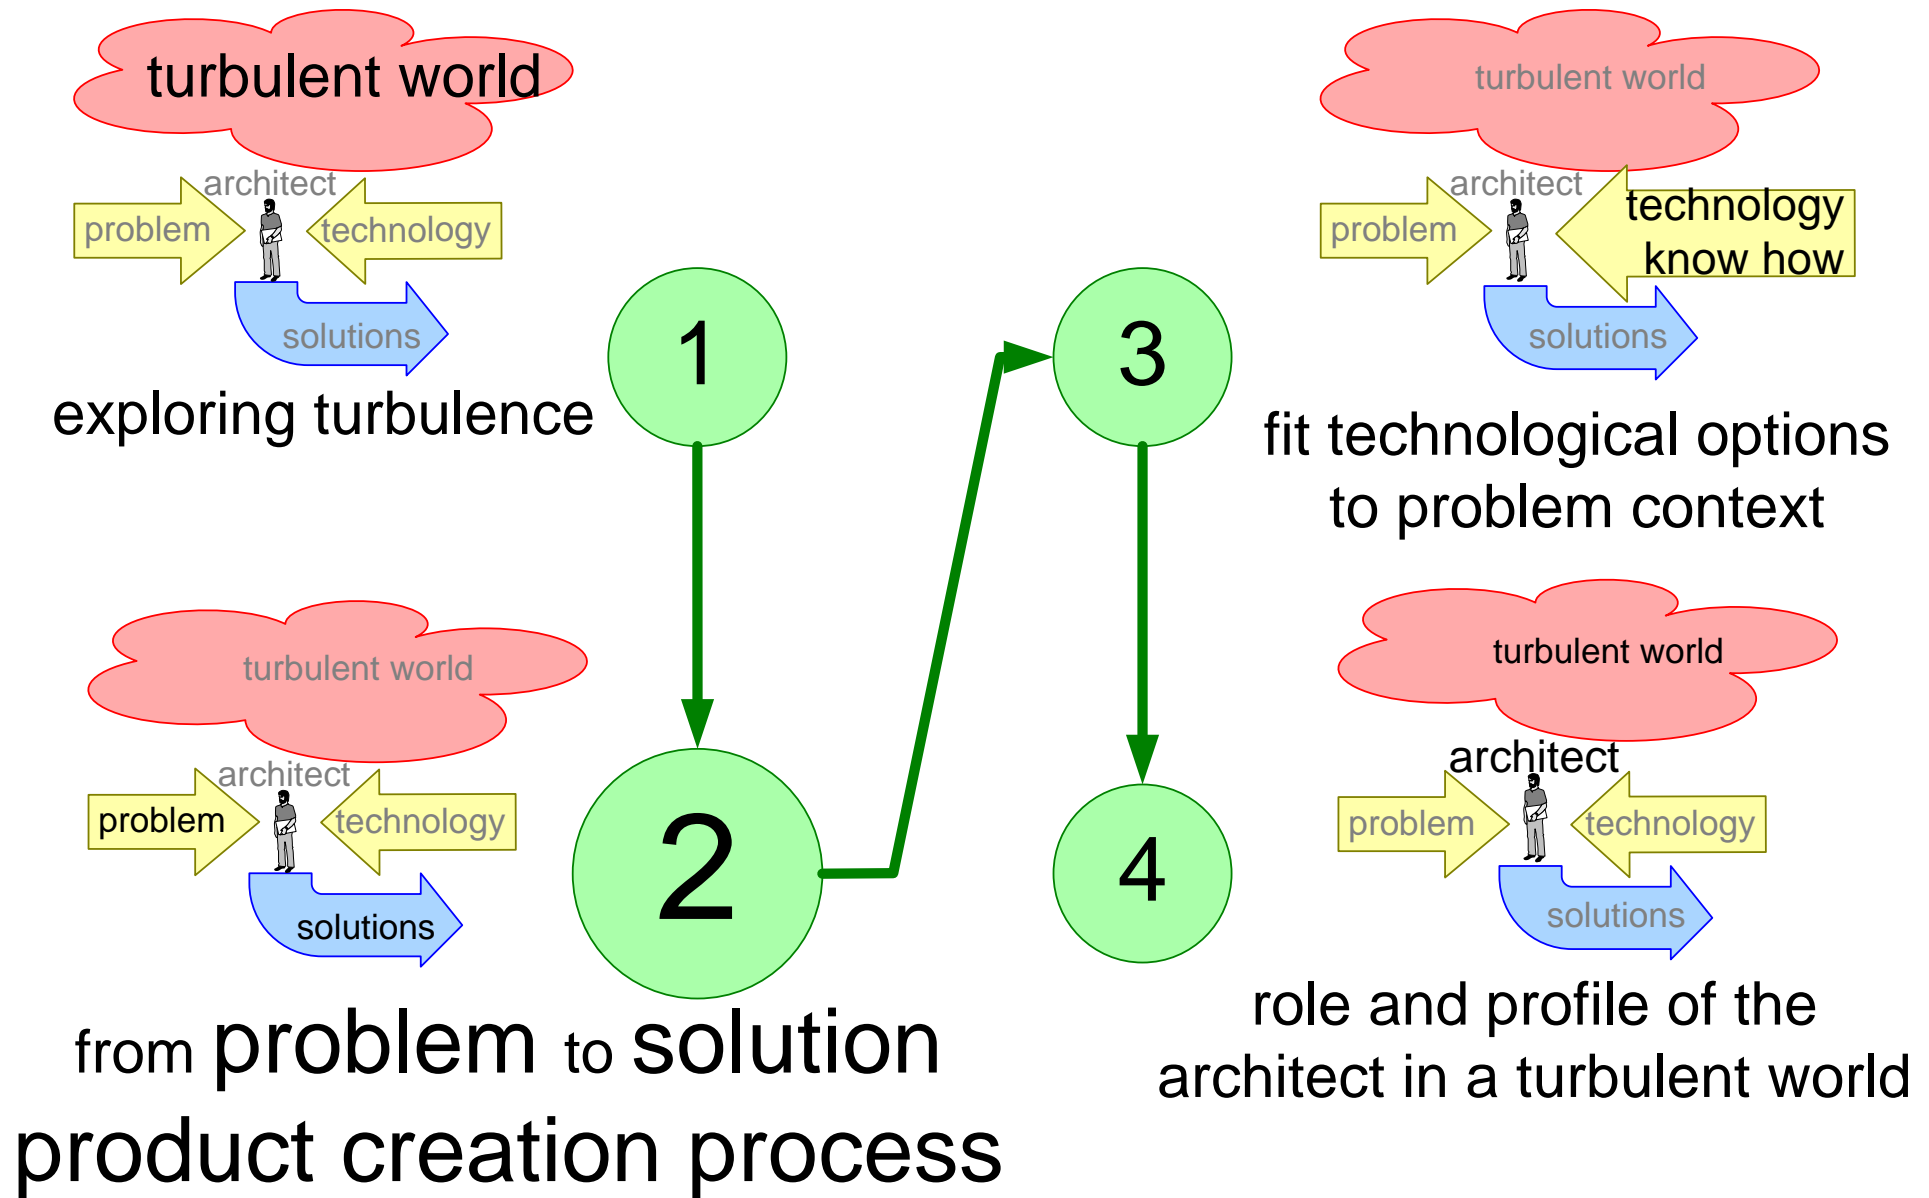 turbulent world
architect
problem
technology
solutions
exploring turbulence
1
turbulent world
architect
problem
technology
solutions
2
from problem to solution
product creation process
3
turbulent world
architect
problem
technology
know how
solutions
fit technological options
to problem context
4
turbulent world
architect
problem
technology
solutions
role and profile of the
architect in a turbulent world